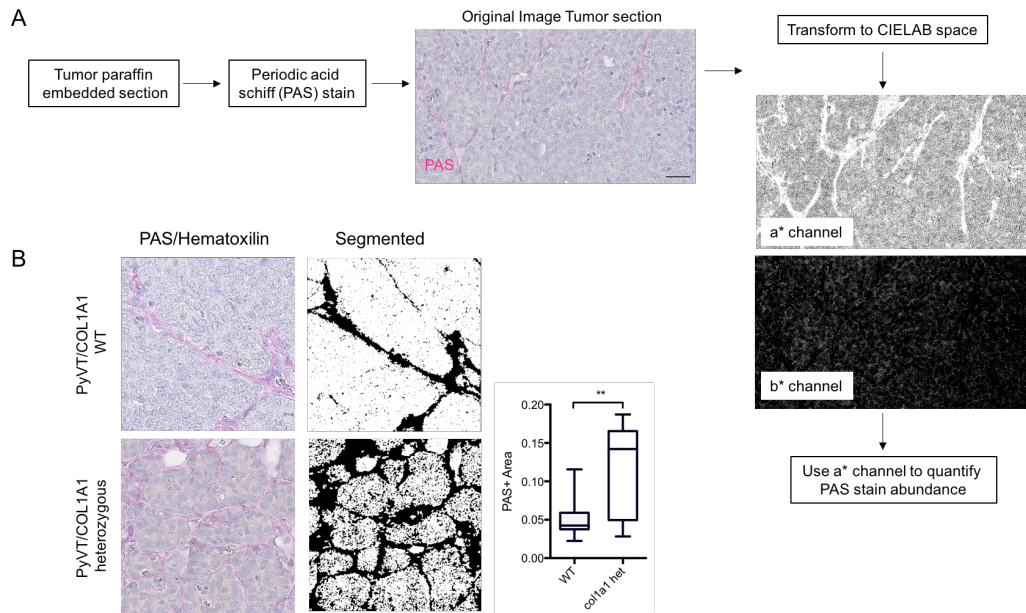 A
Tumor paraffin
embedded section
Periodic acid
schiff (PAS) stain
Original Image Tumor section
PAS
Transform to CIELAB
space
a* channel
b* channel
Use a* channel to quantify
PAS stain abundance
B
PAS/Hematoxilin
Segmented
PyVT/COL1A1
WT
PyVT/COL1A1
heterozygous
PAS+ Area
0.20
0.15
0.10
0.05
0.00
**
WT
col1a1 het